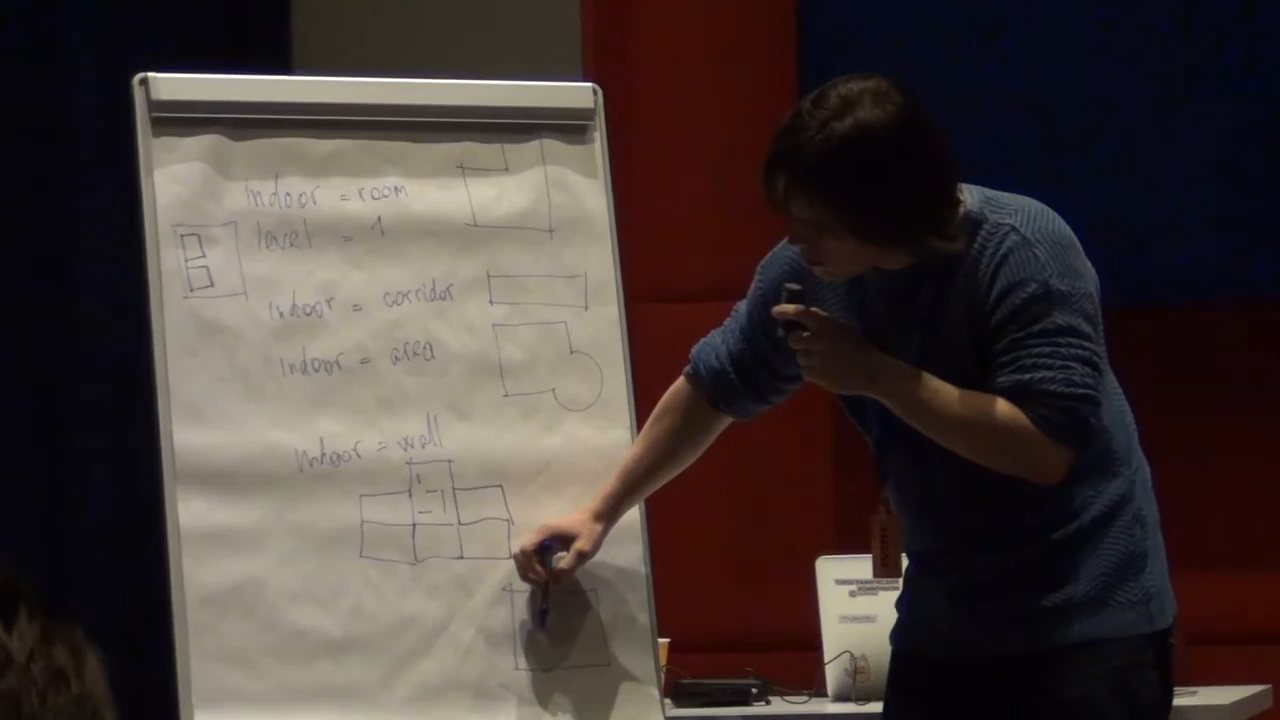 indoor = room
level = 1
indoor = corridor
indoor = area
indoor = wall